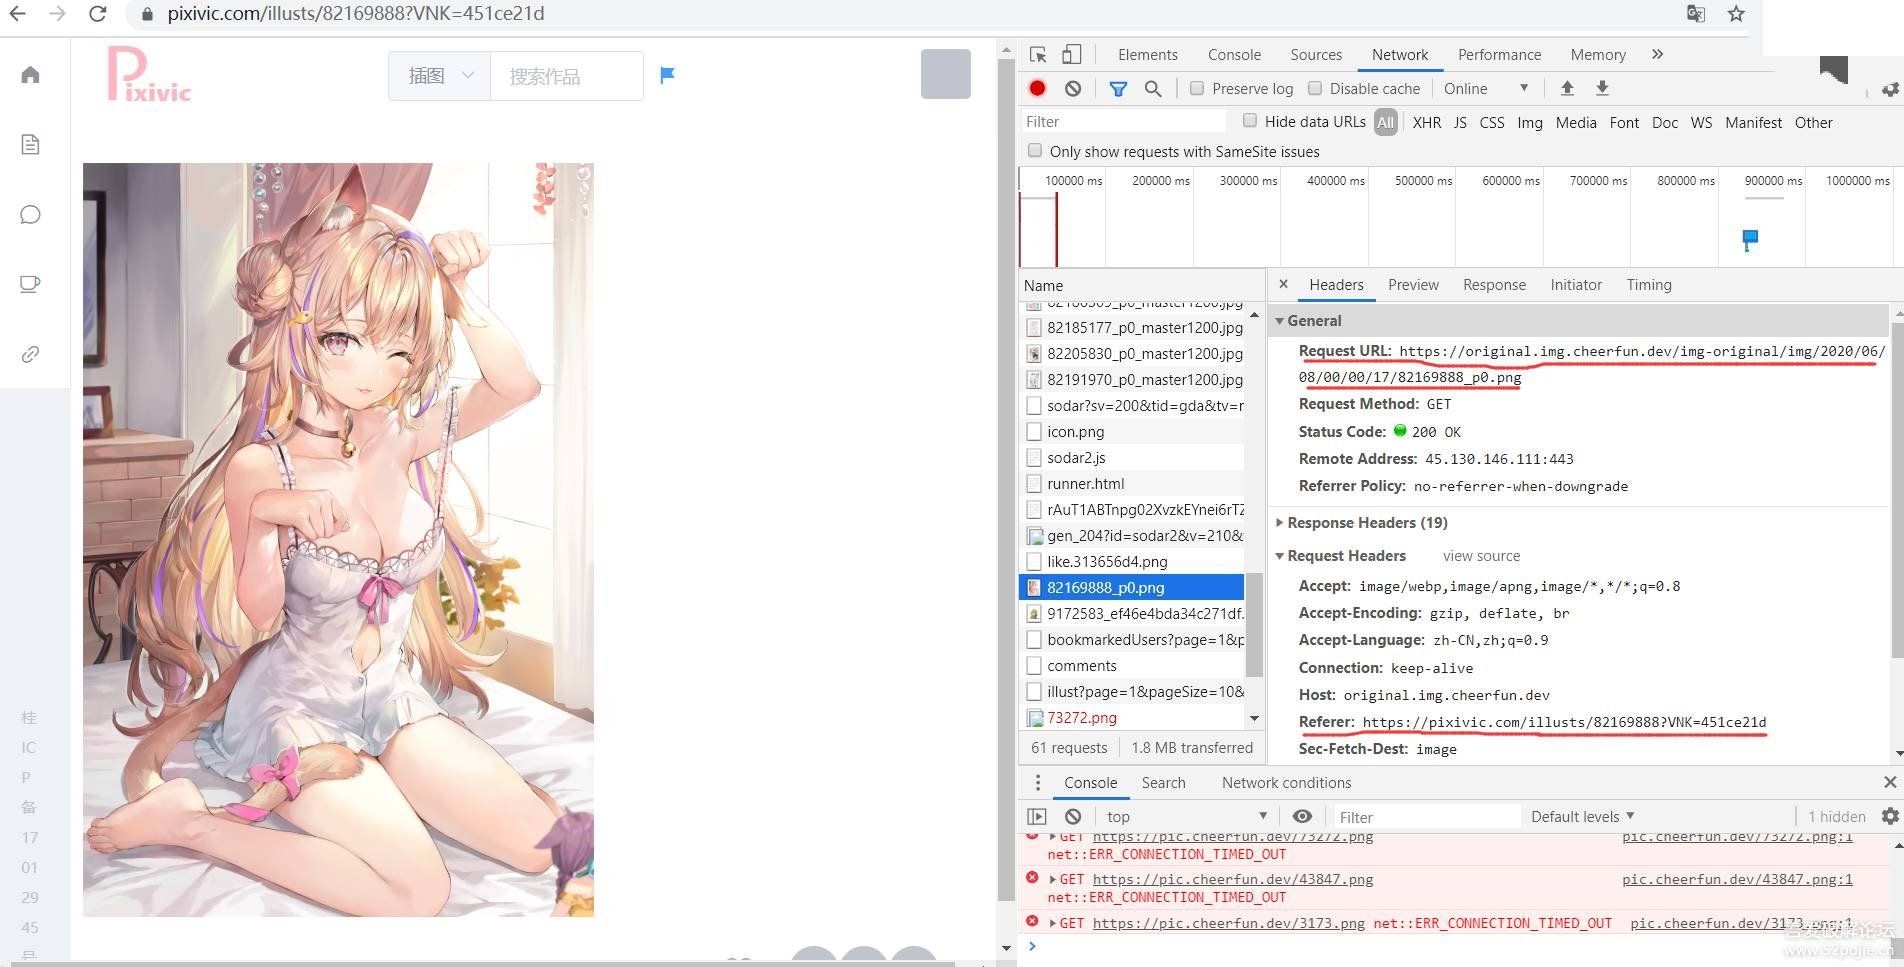 pixivic.com/illusts/82169888?VNK=451ce21d
Pixivic
插图
搜索作品
桂
IC
P
备
17
01
29
45
号
Elements Console Sources Network Performance Memory »
Preserve log Disable cache Online
Filter Hide data URLs All XHR JS CSS Img Media Font Doc WS Manifest Other
Only show requests with SameSite issues
100000 ms 200000 ms 300000 ms 400000 ms 500000 ms 600000 ms 700000 ms 800000 ms 900000 ms 1000000 ms
Name
82185177_p0_master1200.jpg
82205830_p0_master1200.jpg
82191970_p0_master1200.jpg
sodar?sv=200&tid=gda&tv=r
icon.png
sodar2.js
runner.html
rAuT1ABTnpg02XvzkEYnei6rTZ
gen_204?id=sodar2&v=210&
like.313656d4.png
82169888_p0.png
9172583_ef46e4bda34c271df.
bookmarkedUsers?page=1&p
comments
illust?page=1&pageSize=10&
73272.png
61 requests 1.8 MB transferred
× Headers Preview Response Initiator Timing
General
Request URL: https://original.img.cheerfun.dev/img-original/img/2020/06/
08/00/00/17/82169888_p0.png
Request Method: GET
Status Code: 200 OK
Remote Address: 45.130.146.111:443
Referrer Policy: no-referrer-when-downgrade
Response Headers (19)
Request Headers view source
Accept: image/webp,image/apng,image/*,*/*;q=0.8
Accept-Encoding: gzip, deflate, br
Accept-Language: zh-CN,zh;q=0.9
Connection: keep-alive
Host: original.img.cheerfun.dev
Referer: https://pixivic.com/illusts/82169888?VNK=451ce21d
Sec-Fetch-Dest: image
Console Search Network conditions
top Filter Default levels 1 hidden
GET https://pic.cheerfun.dev/73272.png pic.cheerfun.dev/73272.png:1
net::ERR_CONNECTION_TIMED_OUT
GET https://pic.cheerfun.dev/43847.png pic.cheerfun.dev/43847.png:1
net::ERR_CONNECTION_TIMED_OUT
GET https://pic.cheerfun.dev/3173.png net::ERR_CONNECTION_TIMED_OUT pic.cheerfun.dev/3173.png:1
吾爱破解论坛
www.52pojie.cn